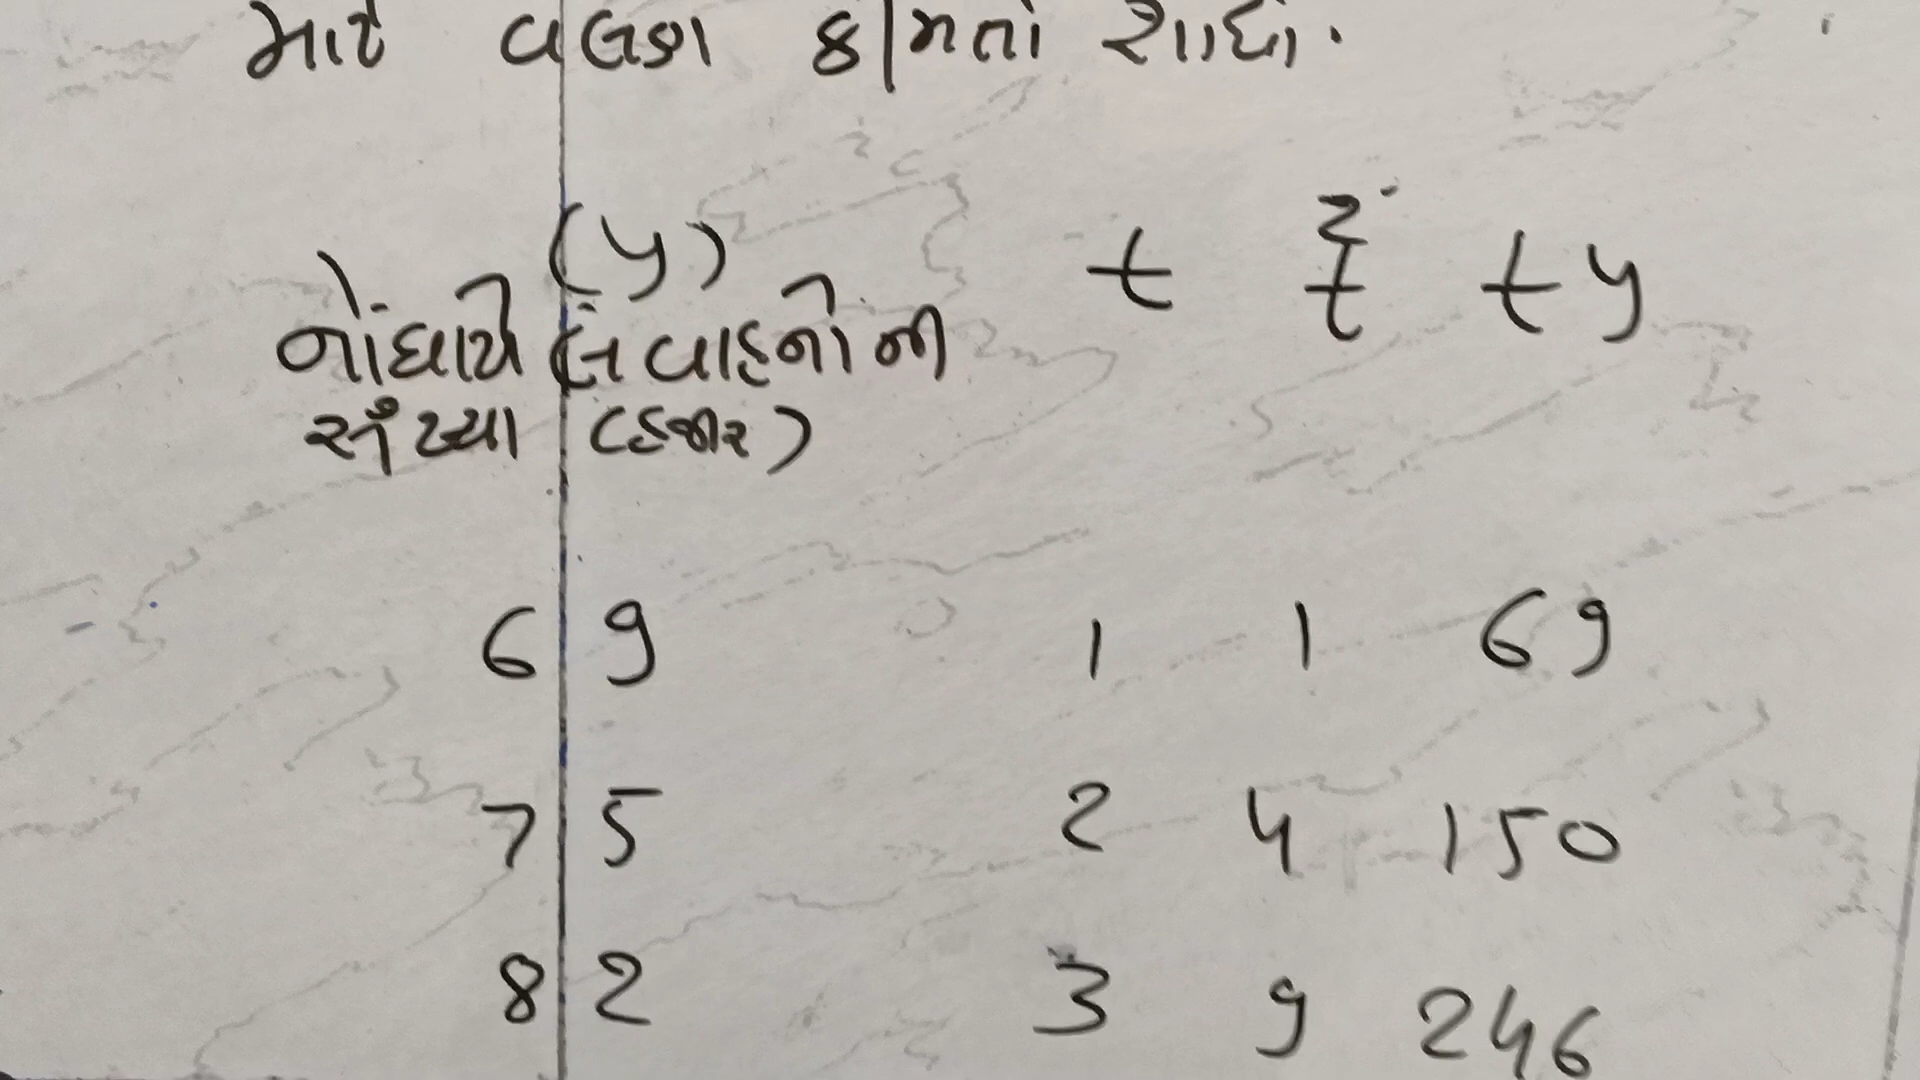 માટે વલણ કીંમતો શોધો.
(y) t t² ty
નોંધાયેલ વાહનોની
સંખ્યા (હજાર)
69 1 1 69
75 2 4 150
82 3 9 246